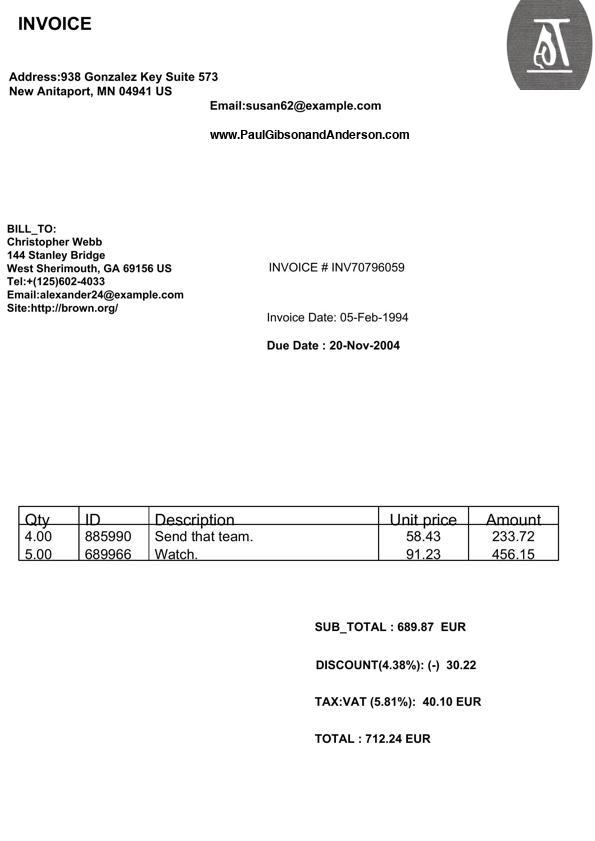 INVOICE
Address:938 Gonzalez Key Suite 573
New Anitaport, MN 04941 US
Email:susan62@example.com
www.PaulGibsonandAnderson.com
BILL_TO:
Christopher Webb
144 Stanley Bridge
West Sherimouth, GA 69156 US
Tel:+(125)602-4033
Email:alexander24@example.com
Site:http://brown.org/
INVOICE # INV70796059
Invoice Date: 05-Feb-1994
Due Date : 20-Nov-2004
Qty ID Description Unit price Amount
4.00 885990 Send that team. 58.43 233.72
5.00 689966 Watch. 91.23 456.15
SUB_TOTAL : 689.87 EUR
DISCOUNT(4.38%): (-) 30.22
TAX:VAT (5.81%): 40.10 EUR
TOTAL : 712.24 EUR